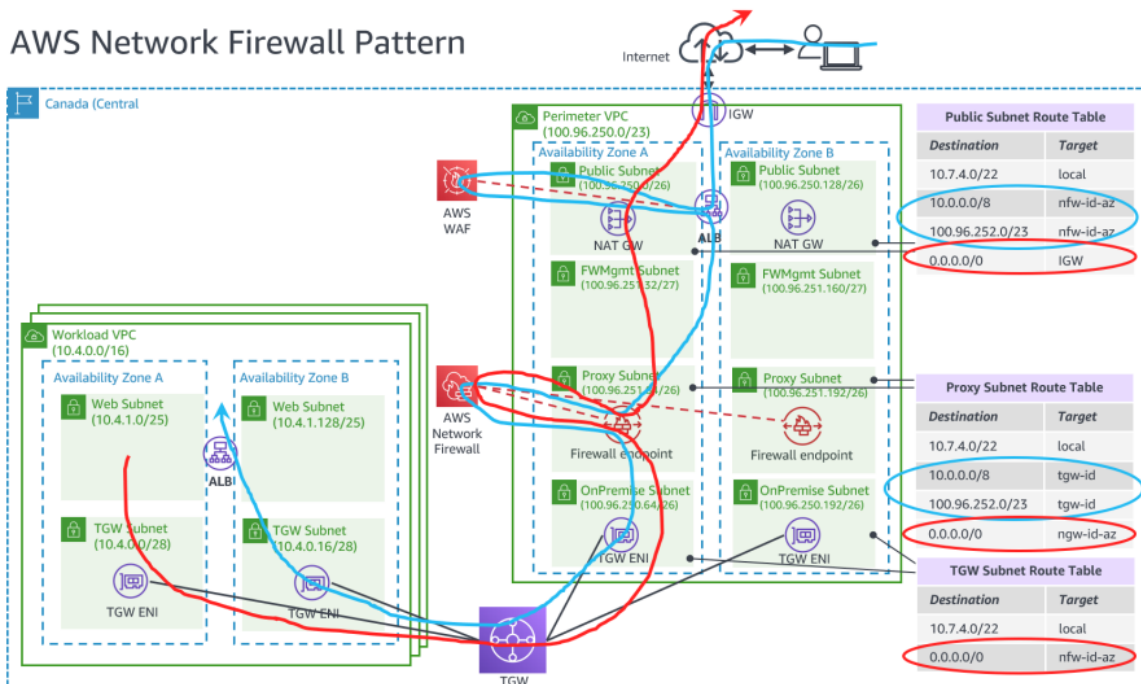 AWS Network Firewall Pattern
Internet
Canada (Central
IGW
Perimeter VPC
(100.96.250.0/23)
Availability Zone A
Availability Zone B
Public Subnet
(100.96.250.0/26)
Public Subnet
(100.96.250.128/26)
AWS
WAF
NAT GW
ALB
NAT GW
FWMgmt Subnet
(100.96.251.32/27)
FWMgmt Subnet
(100.96.251.160/27)
Proxy Subnet
Proxy Subnet
(100.96.251.192/26)
AWS
Network
Firewall
Firewall endpoint
Firewall endpoint
OnPremise Subnet
(100.96.250.64/26)
OnPremise Subnet
(100.96.250.192/26)
TGW ENI
TGW ENI
Workload VPC
(10.4.0.0/16)
Availability Zone A
Availability Zone B
Web Subnet
(10.4.1.0/25)
Web Subnet
(10.4.1.128/25)
ALB
TGW Subnet
(10.4.0.0/28)
TGW Subnet
(10.4.0.16/28)
TGW ENI
TGW ENI
TGW
Public Subnet Route Table
Destination Target
10.7.4.0/22 local
10.0.0.0/8 nfw-id-az
100.96.252.0/23 nfw-id-az
0.0.0.0/0 IGW
Proxy Subnet Route Table
Destination Target
10.7.4.0/22 local
10.0.0.0/8 tgw-id
100.96.252.0/23 tgw-id
0.0.0.0/0 ngw-id-az
TGW Subnet Route Table
Destination Target
10.7.4.0/22 local
0.0.0.0/0 nfw-id-az